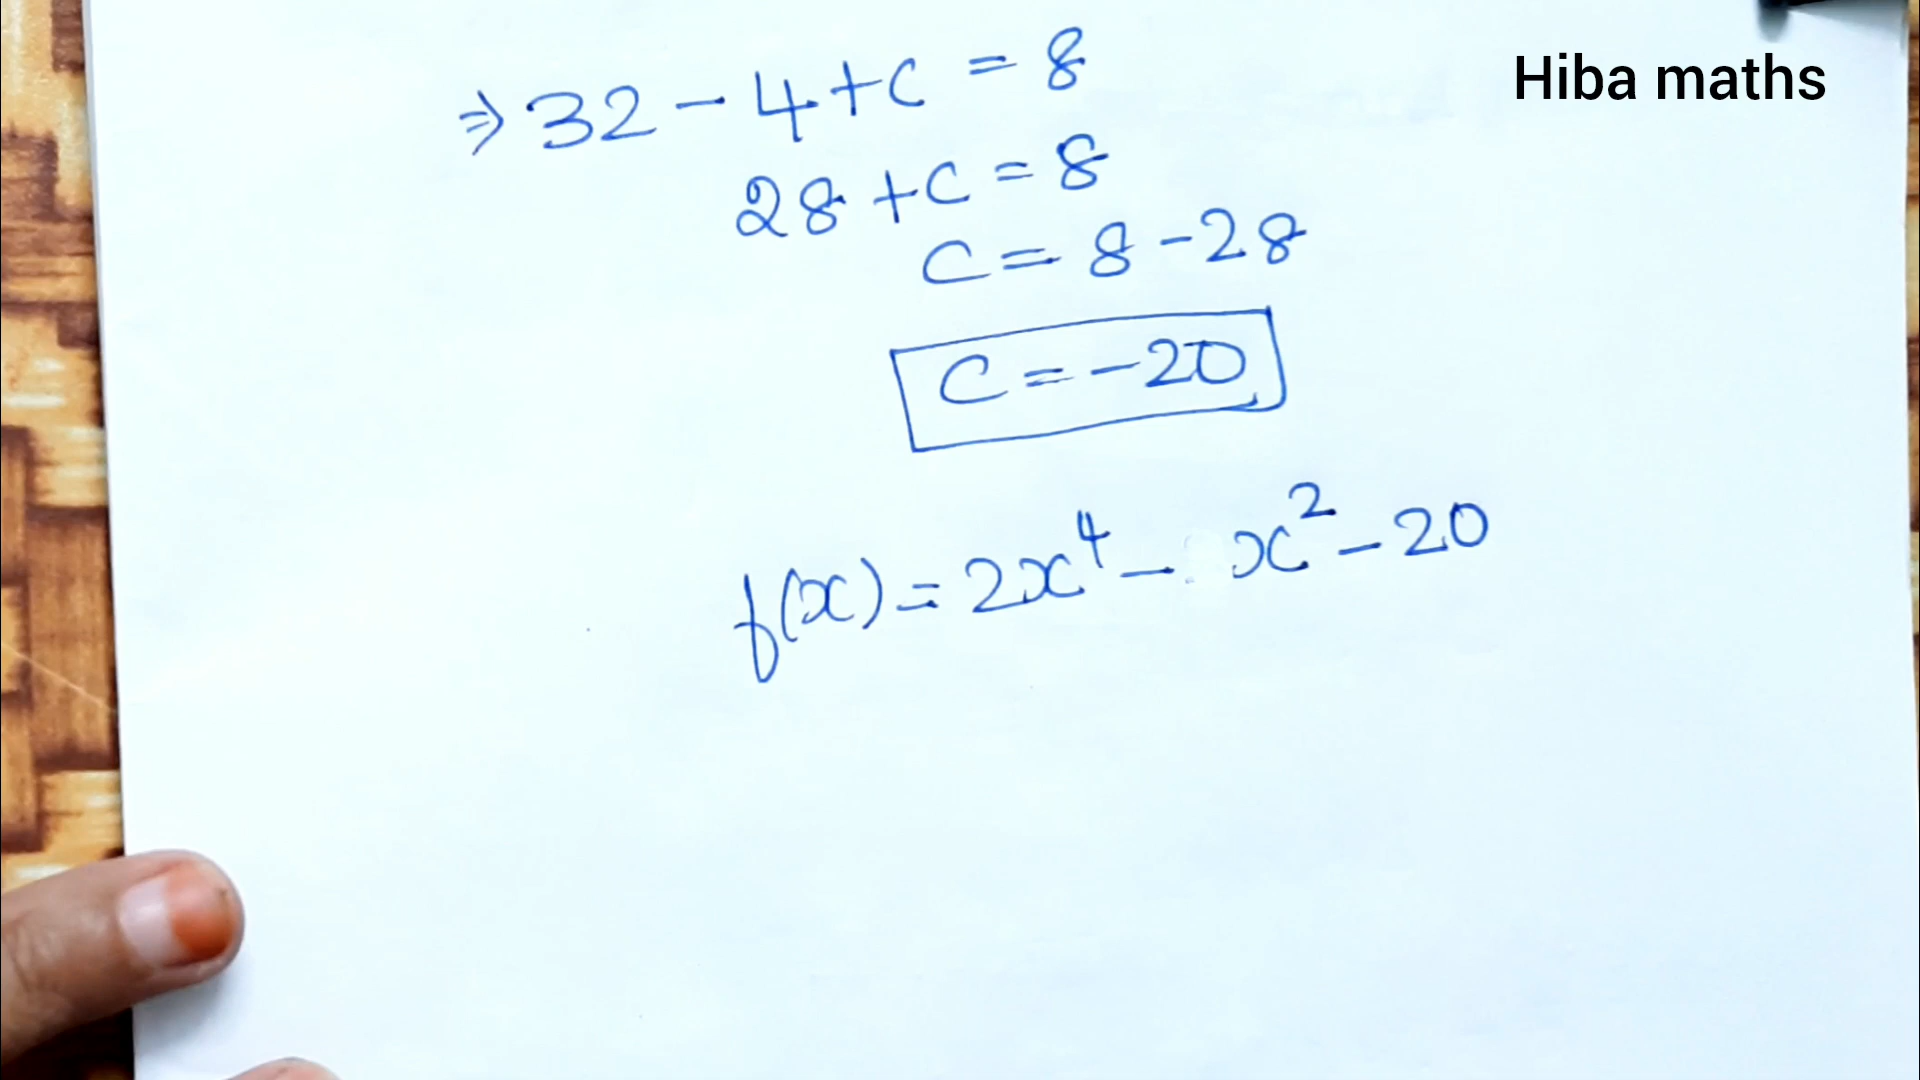 Hiba maths
⇒ 32 - 4 + c = 8
28 + c = 8
c = 8 - 28
c = -20
f(x) = 2x⁴ - x² - 20